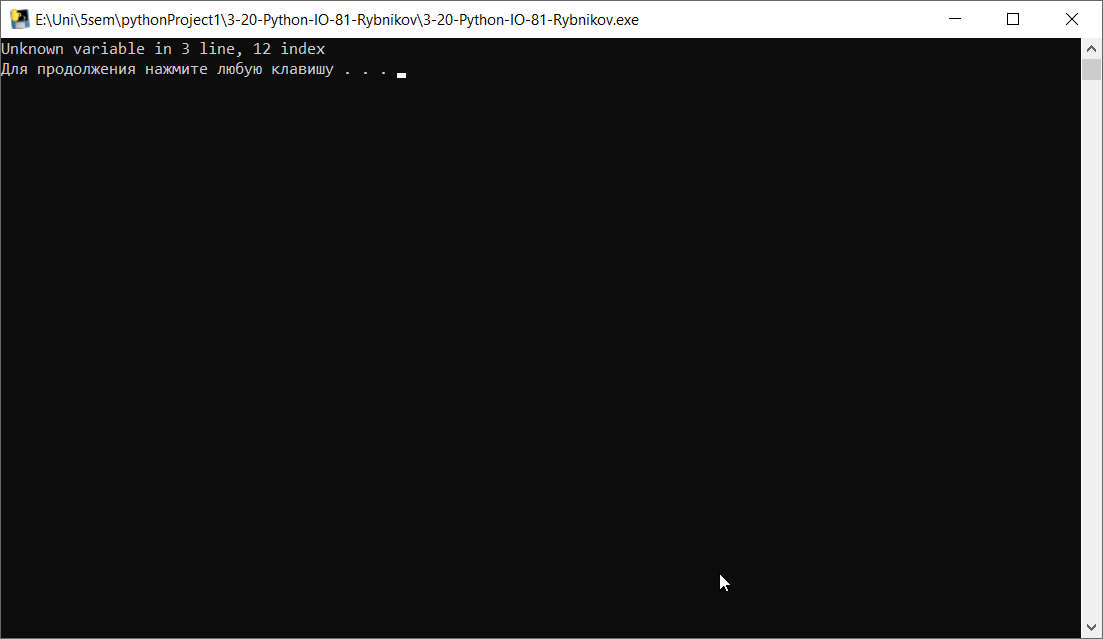 E:\Uni\5sem\pythonProject1\3-20-Python-IO-81-Rybnikov\3-20-Python-IO-81-Rybnikov.exe
Unknown variable in 3 line, 12 index
Для продолжения нажмите любую клавишу . . .